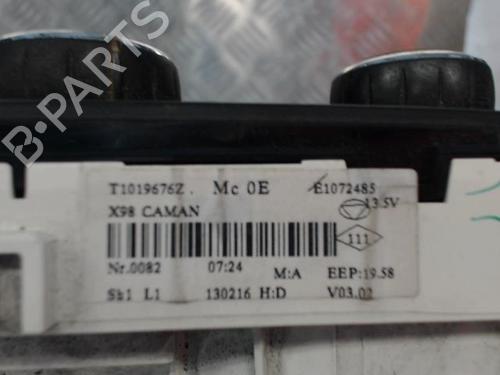 B-PARTS
T1019676Z. Mc 0E E1072485
X98 CAMAN 13.5V
111
Nr.0082 07:24 M:A EEP:19.58
Sb1 L1 130216 H:D V03.02